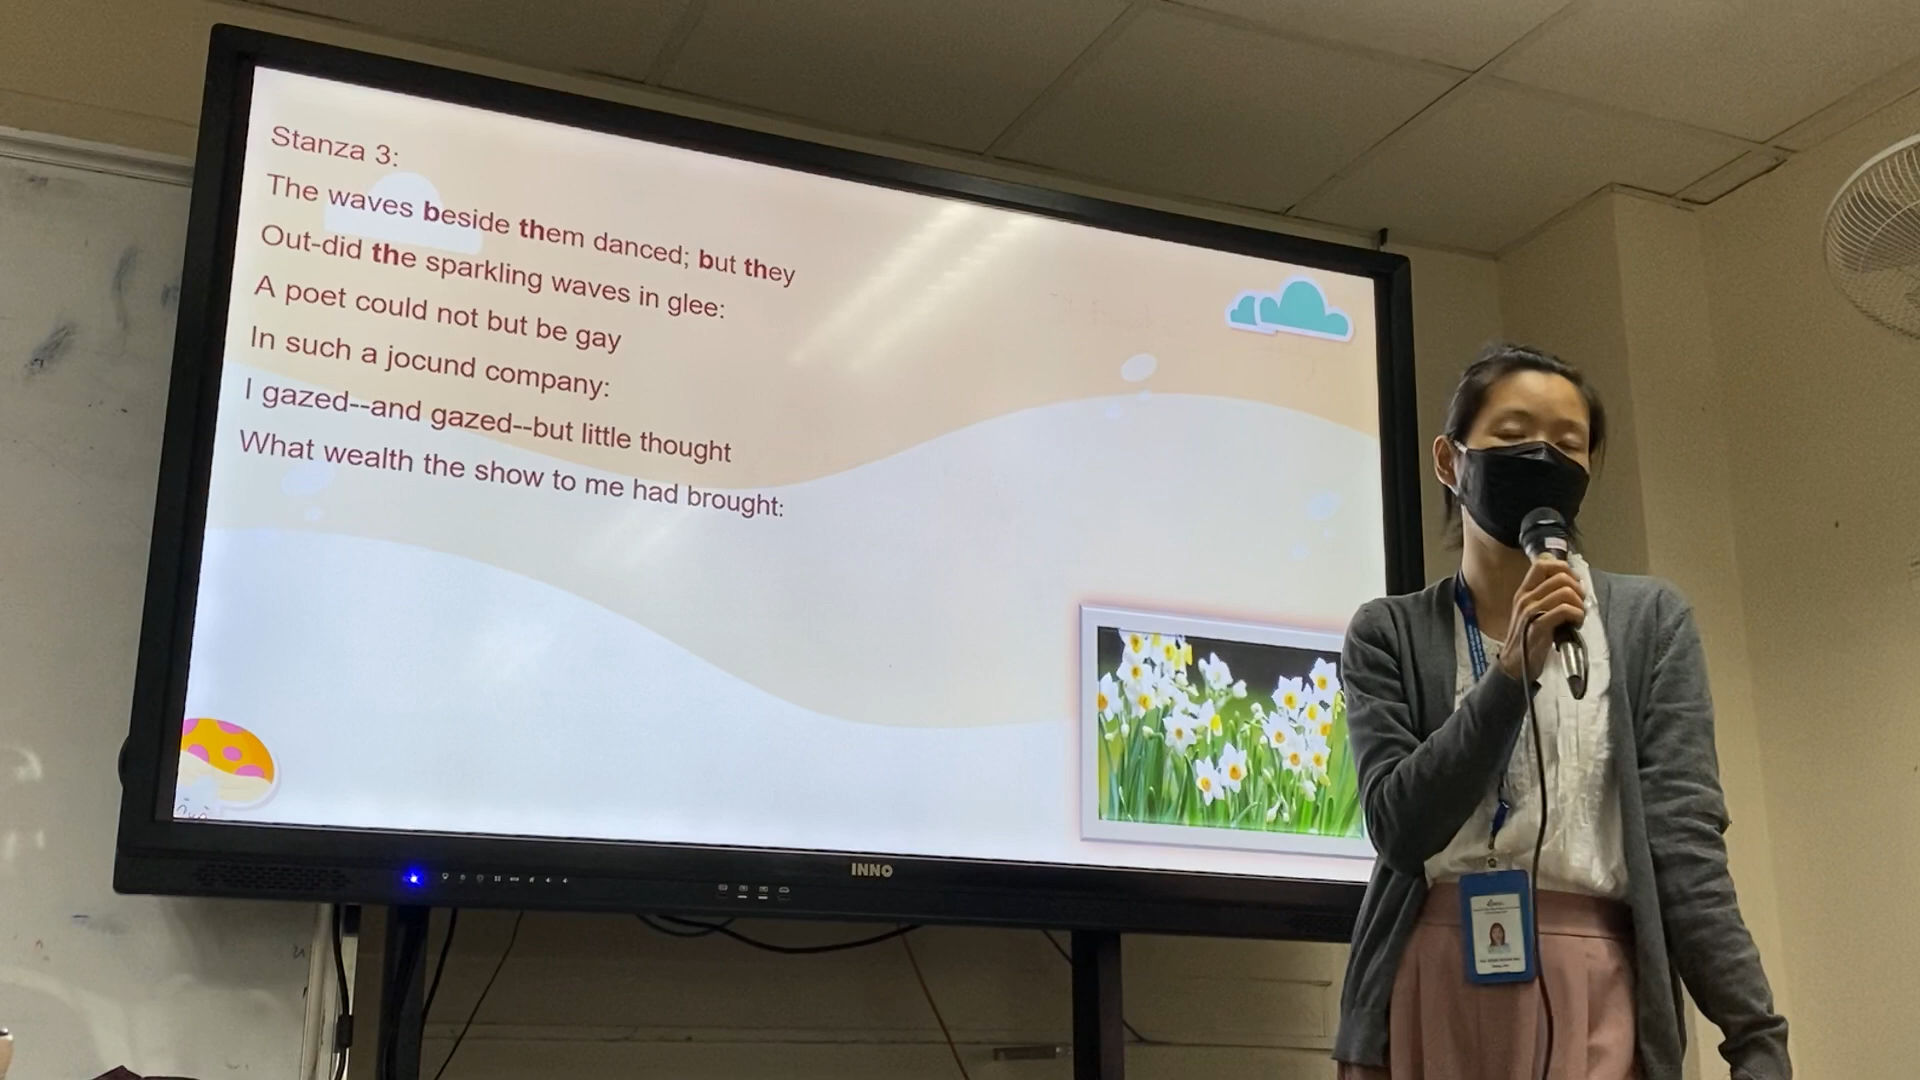 Stanza 3:
The waves beside them danced; but they
Out-did the sparkling waves in glee:
A poet could not but be gay
In such a jocund company:
I gazed--and gazed--but little thought
What wealth the show to me had brought:
INNO